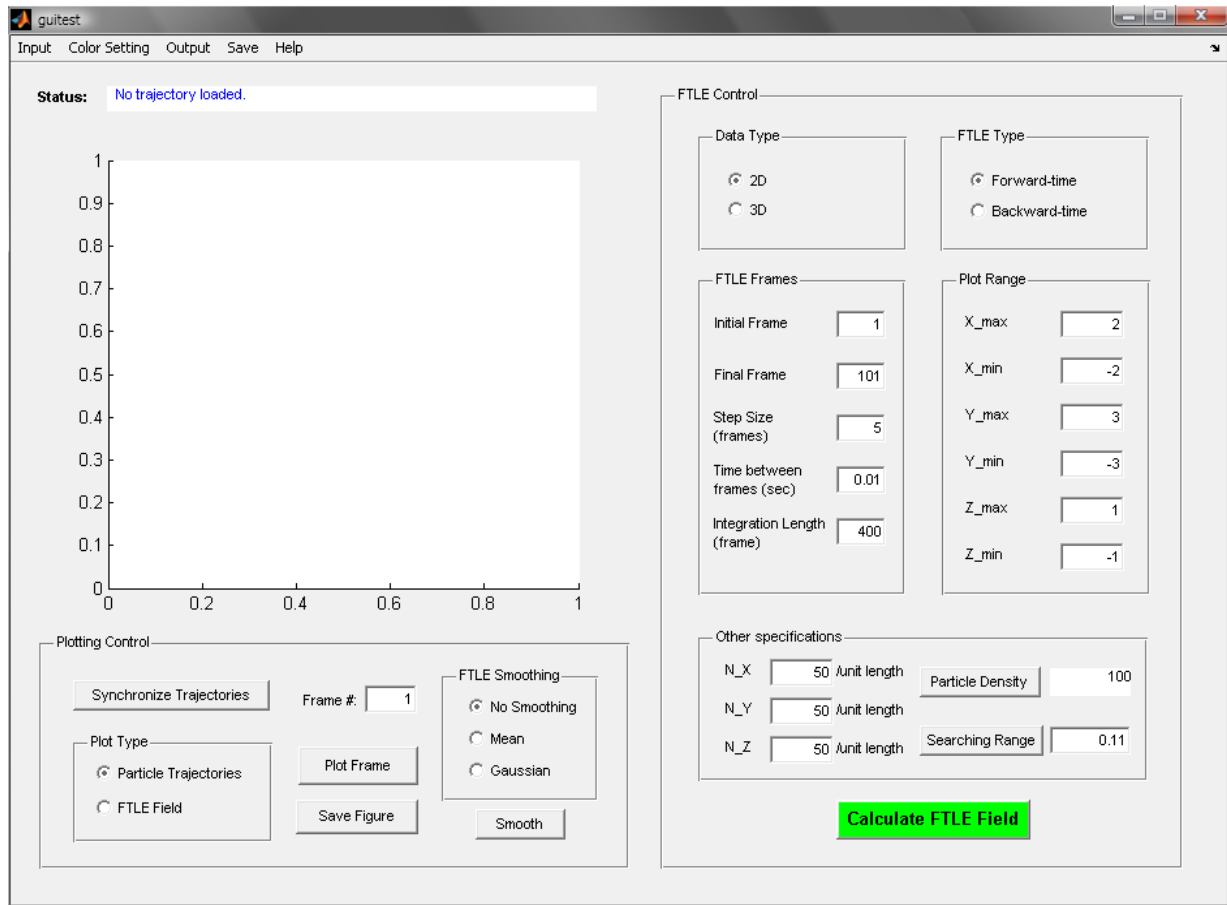 guitest
Input Color Setting Output Save Help
Status: No trajectory loaded.
1
0.9
0.8
0.7
0.6
0.5
0.4
0.3
0.2
0.1
0
0 0.2 0.4 0.6 0.8 1
Plotting Control
Synchronize Trajectories
Frame #: 1
Plot Type
Particle Trajectories
FTLE Field
Plot Frame
Save Figure
FTLE Smoothing
No Smoothing
Mean
Gaussian
Smooth
FTLE Control
Data Type
2D
3D
FTLE Type
Forward-time
Backward-time
FTLE Frames
Initial Frame 1
Final Frame 101
Step Size
(frames) 5
Time between
frames (sec) 0.01
Integration Length
(frame) 400
Plot Range
X_max 2
X_min -2
Y_max 3
Y_min -3
Z_max 1
Z_min -1
Other specifications
N_X 50 /unit length
N_Y 50 /unit length
N_Z 50 /unit length
Particle Density 100
Searching Range 0.11
Calculate FTLE Field